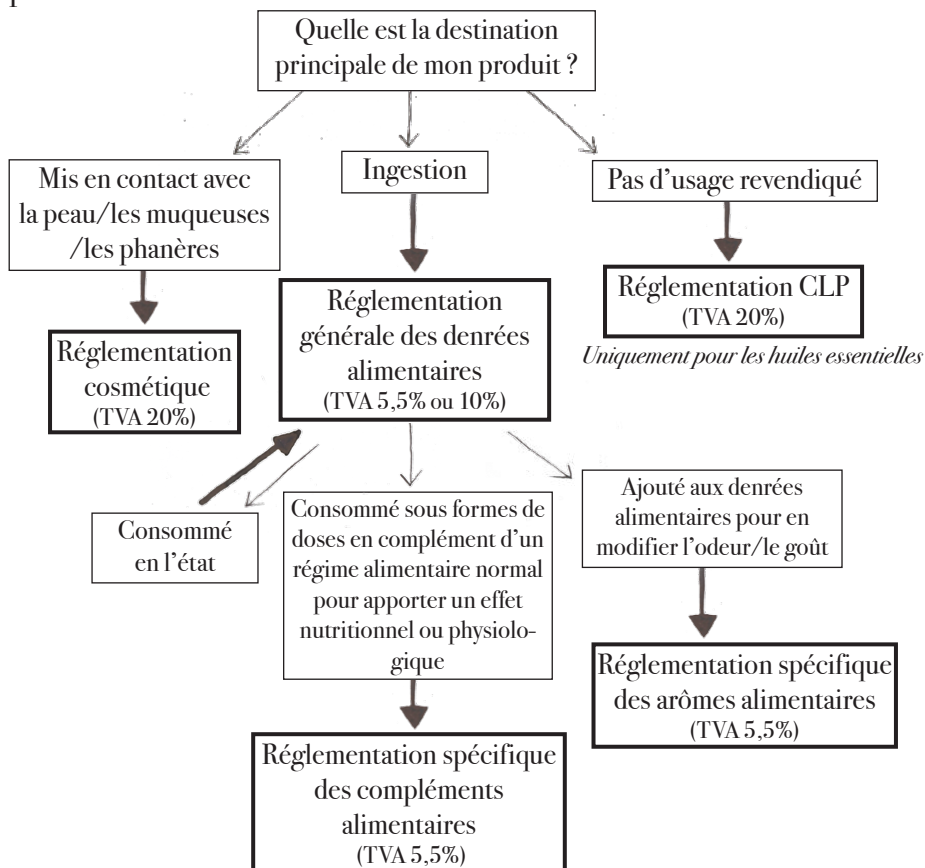 Quelle est la destination
principale de mon produit ?
Mis en contact avec
la peau/les muqueuses
/les phanères
Ingestion
Pas d'usage revendiqué
Réglementation
cosmétique
(TVA 20%)
Réglementation
générale des denrées
alimentaires
(TVA 5,5% ou 10%)
Réglementation CLP
(TVA 20%)
Uniquement pour les huiles essentielles
Consommé
en l'état
Consommé sous formes de
doses en complément d'un
régime alimentaire normal
pour apporter un effet
nutritionnel ou physiolo-
gique
Ajouté aux denrées
alimentaires pour en
modifier l'odeur/le goût
Réglementation spécifique
des compléments
alimentaires
(TVA 5,5%)
Réglementation spécifique
des arômes alimentaires
(TVA 5,5%)